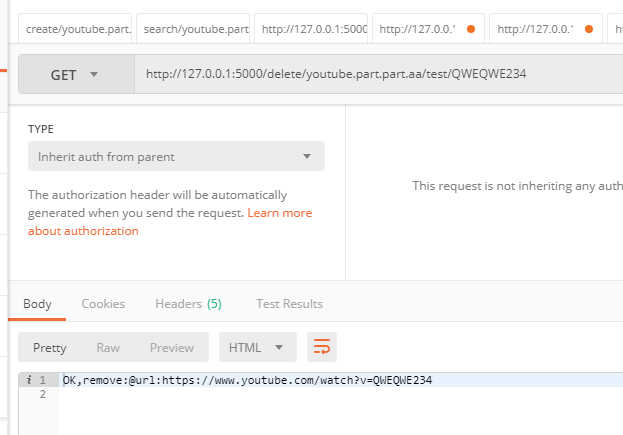 create/youtube.part.
search/youtube.part
http://127.0.0.1:5000
http://127.0.0.1
http://127.0.0.1
GET
http://127.0.0.1:5000/delete/youtube.part.part.aa/test/QWEQWE234
TYPE
Inherit auth from parent
The authorization header will be automatically
generated when you send the request. Learn more
about authorization
This request is not inheriting any auth
Body Cookies Headers (5) Test Results
Pretty Raw Preview HTML
i 1 OK,remove:@url:https://www.youtube.com/watch?v=QWEQWE234
2